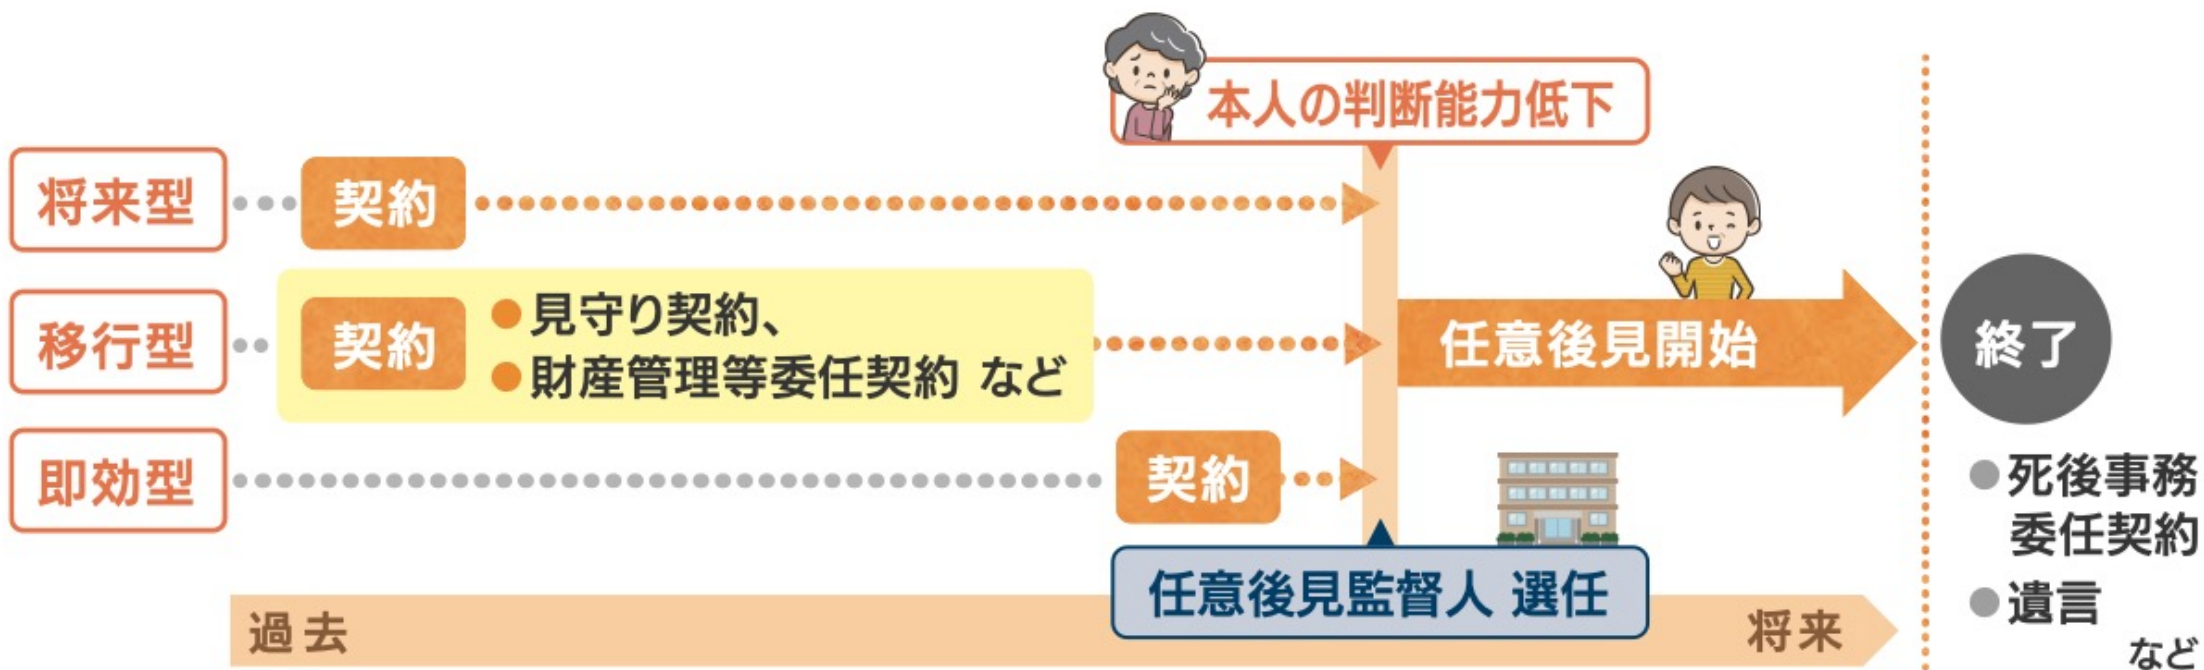 本人の判断能力低下
将来型
契約
移行型
契約
●見守り契約、
●財産管理等委任契約 など
任意後見開始
終了
即効型
契約
任意後見監督人 選任
過去
将来
●死後事務
委任契約
●遺言
など